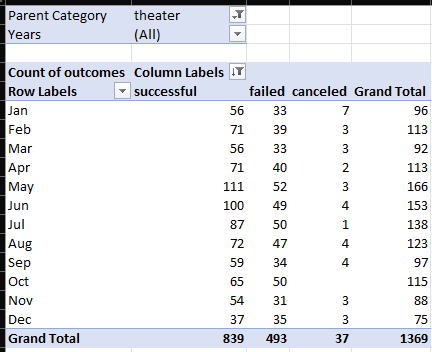 Parent Category theater
Years (All)
Count of outcomes Column Labels
Row Labels successful failed canceled Grand Total
Jan 56 33 7 96
Feb 71 39 3 113
Mar 56 33 3 92
Apr 71 40 2 113
May 111 52 3 166
Jun 100 49 4 153
Jul 87 50 1 138
Aug 72 47 4 123
Sep 59 34 4 97
Oct 65 50 115
Nov 54 31 3 88
Dec 37 35 3 75
Grand Total 839 493 37 1369